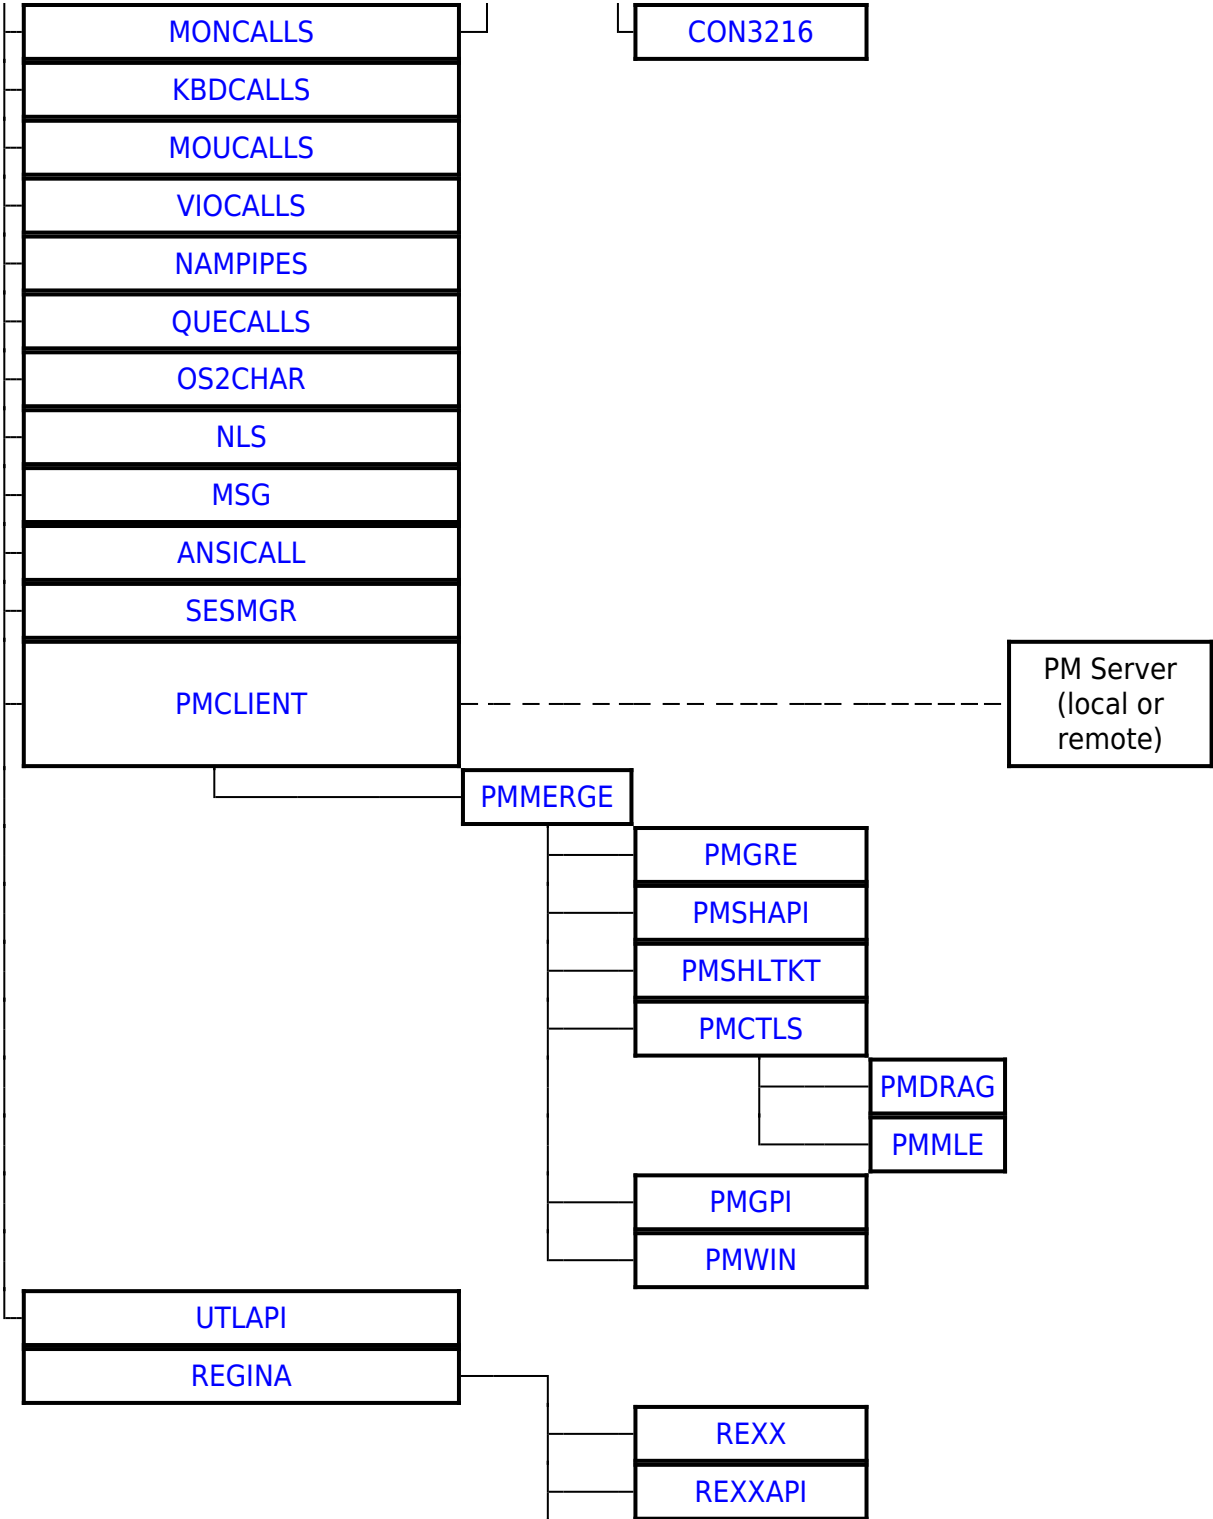 MONCALLS
CON3216
KBDCALLS
MOUCALLS
VIOCALLS
NAMPIPES
QUECALLS
OS2CHAR
NLS
MSG
ANSICALL
SESMGR
PMCLIENT
PM Server
(local or
remote)
PMMERGE
PMGRE
PMSHAPI
PMSHLTKT
PMCTLS
PMDRAG
PMMLE
PMGPI
PMWIN
UTLAPI
REGINA
REXX
REXXAPI